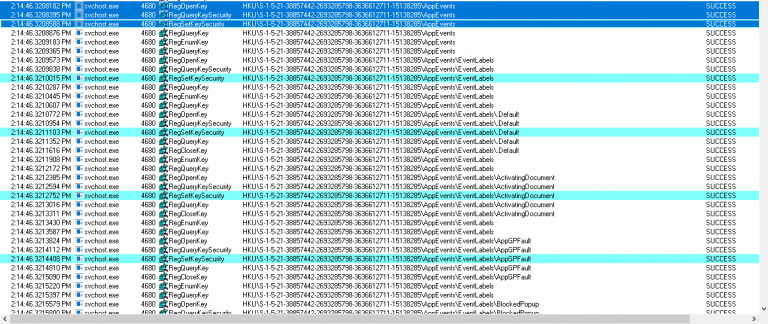 2:14:46.3208182 PM svchost.exe 4680 RegOpenKey HKU\S-1-5-21-38857442-2693285798-3636612711-15138285\AppEvents SUCCESS
2:14:46.3208393 PM svchost.exe 4680 RegQueryKeySecurity HKU\S-1-5-21-38857442-2693285798-3636612711-15138285\AppEvents SUCCESS
2:14:46.3208588 PM svchost.exe 4680 RegSetKeySecurity HKU\S-1-5-21-38857442-2693285798-3636612711-15138285\AppEvents SUCCESS
2:14:46.3208876 PM svchost.exe 4680 RegQueryKey HKU\S-1-5-21-38857442-2693285798-3636612711-15138285\AppEvents SUCCESS
2:14:46.3209183 PM svchost.exe 4680 RegEnumKey HKU\S-1-5-21-38857442-2693285798-3636612711-15138285\AppEvents SUCCESS
2:14:46.3209365 PM svchost.exe 4680 RegQueryKey HKU\S-1-5-21-38857442-2693285798-3636612711-15138285\AppEvents SUCCESS
2:14:46.3209573 PM svchost.exe 4680 RegOpenKey HKU\S-1-5-21-38857442-2693285798-3636612711-15138285\AppEvents\EventLabels SUCCESS
2:14:46.3209838 PM svchost.exe 4680 RegQueryKeySecurity HKU\S-1-5-21-38857442-2693285798-3636612711-15138285\AppEvents\EventLabels SUCCESS
2:14:46.3210015 PM svchost.exe 4680 RegSetKeySecurity HKU\S-1-5-21-38857442-2693285798-3636612711-15138285\AppEvents\EventLabels SUCCESS
2:14:46.3210287 PM svchost.exe 4680 RegQueryKey HKU\S-1-5-21-38857442-2693285798-3636612711-15138285\AppEvents\EventLabels SUCCESS
2:14:46.3210445 PM svchost.exe 4680 RegEnumKey HKU\S-1-5-21-38857442-2693285798-3636612711-15138285\AppEvents\EventLabels SUCCESS
2:14:46.3210607 PM svchost.exe 4680 RegQueryKey HKU\S-1-5-21-38857442-2693285798-3636612711-15138285\AppEvents\EventLabels SUCCESS
2:14:46.3210772 PM svchost.exe 4680 RegOpenKey HKU\S-1-5-21-38857442-2693285798-3636612711-15138285\AppEvents\EventLabels\.Default SUCCESS
2:14:46.3210954 PM svchost.exe 4680 RegQueryKeySecurity HKU\S-1-5-21-38857442-2693285798-3636612711-15138285\AppEvents\EventLabels\.Default SUCCESS
2:14:46.3211103 PM svchost.exe 4680 RegSetKeySecurity HKU\S-1-5-21-38857442-2693285798-3636612711-15138285\AppEvents\EventLabels\.Default SUCCESS
2:14:46.3211352 PM svchost.exe 4680 RegQueryKey HKU\S-1-5-21-38857442-2693285798-3636612711-15138285\AppEvents\EventLabels\.Default SUCCESS
2:14:46.3211616 PM svchost.exe 4680 RegCloseKey HKU\S-1-5-21-38857442-2693285798-3636612711-15138285\AppEvents\EventLabels\.Default SUCCESS
2:14:46.3211908 PM svchost.exe 4680 RegEnumKey HKU\S-1-5-21-38857442-2693285798-3636612711-15138285\AppEvents\EventLabels SUCCESS
2:14:46.3212172 PM svchost.exe 4680 RegQueryKey HKU\S-1-5-21-38857442-2693285798-3636612711-15138285\AppEvents\EventLabels SUCCESS
2:14:46.3212385 PM svchost.exe 4680 RegOpenKey HKU\S-1-5-21-38857442-2693285798-3636612711-15138285\AppEvents\EventLabels\ActivatingDocument SUCCESS
2:14:46.3212594 PM svchost.exe 4680 RegQueryKeySecurity HKU\S-1-5-21-38857442-2693285798-3636612711-15138285\AppEvents\EventLabels\ActivatingDocument SUCCESS
2:14:46.3212752 PM svchost.exe 4680 RegSetKeySecurity HKU\S-1-5-21-38857442-2693285798-3636612711-15138285\AppEvents\EventLabels\ActivatingDocument SUCCESS
2:14:46.3213016 PM svchost.exe 4680 RegQueryKey HKU\S-1-5-21-38857442-2693285798-3636612711-15138285\AppEvents\EventLabels\ActivatingDocument SUCCESS
2:14:46.3213311 PM svchost.exe 4680 RegCloseKey HKU\S-1-5-21-38857442-2693285798-3636612711-15138285\AppEvents\EventLabels\ActivatingDocument SUCCESS
2:14:46.3213430 PM svchost.exe 4680 RegEnumKey HKU\S-1-5-21-38857442-2693285798-3636612711-15138285\AppEvents\EventLabels SUCCESS
2:14:46.3213587 PM svchost.exe 4680 RegQueryKey HKU\S-1-5-21-38857442-2693285798-3636612711-15138285\AppEvents\EventLabels SUCCESS
2:14:46.3213824 PM svchost.exe 4680 RegOpenKey HKU\S-1-5-21-38857442-2693285798-3636612711-15138285\AppEvents\EventLabels\AppGPFault SUCCESS
2:14:46.3214112 PM svchost.exe 4680 RegQueryKeySecurity HKU\S-1-5-21-38857442-2693285798-3636612711-15138285\AppEvents\EventLabels\AppGPFault SUCCESS
2:14:46.3214408 PM svchost.exe 4680 RegSetKeySecurity HKU\S-1-5-21-38857442-2693285798-3636612711-15138285\AppEvents\EventLabels\AppGPFault SUCCESS
2:14:46.3214810 PM svchost.exe 4680 RegQueryKey HKU\S-1-5-21-38857442-2693285798-3636612711-15138285\AppEvents\EventLabels\AppGPFault SUCCESS
2:14:46.3215090 PM svchost.exe 4680 RegCloseKey HKU\S-1-5-21-38857442-2693285798-3636612711-15138285\AppEvents\EventLabels\AppGPFault SUCCESS
2:14:46.3215220 PM svchost.exe 4680 RegEnumKey HKU\S-1-5-21-38857442-2693285798-3636612711-15138285\AppEvents\EventLabels SUCCESS
2:14:46.3215397 PM svchost.exe 4680 RegQueryKey HKU\S-1-5-21-38857442-2693285798-3636612711-15138285\AppEvents\EventLabels SUCCESS
2:14:46.3215579 PM svchost.exe 4680 RegOpenKey HKU\S-1-5-21-38857442-2693285798-3636612711-15138285\AppEvents\EventLabels\BlockedPopup SUCCESS